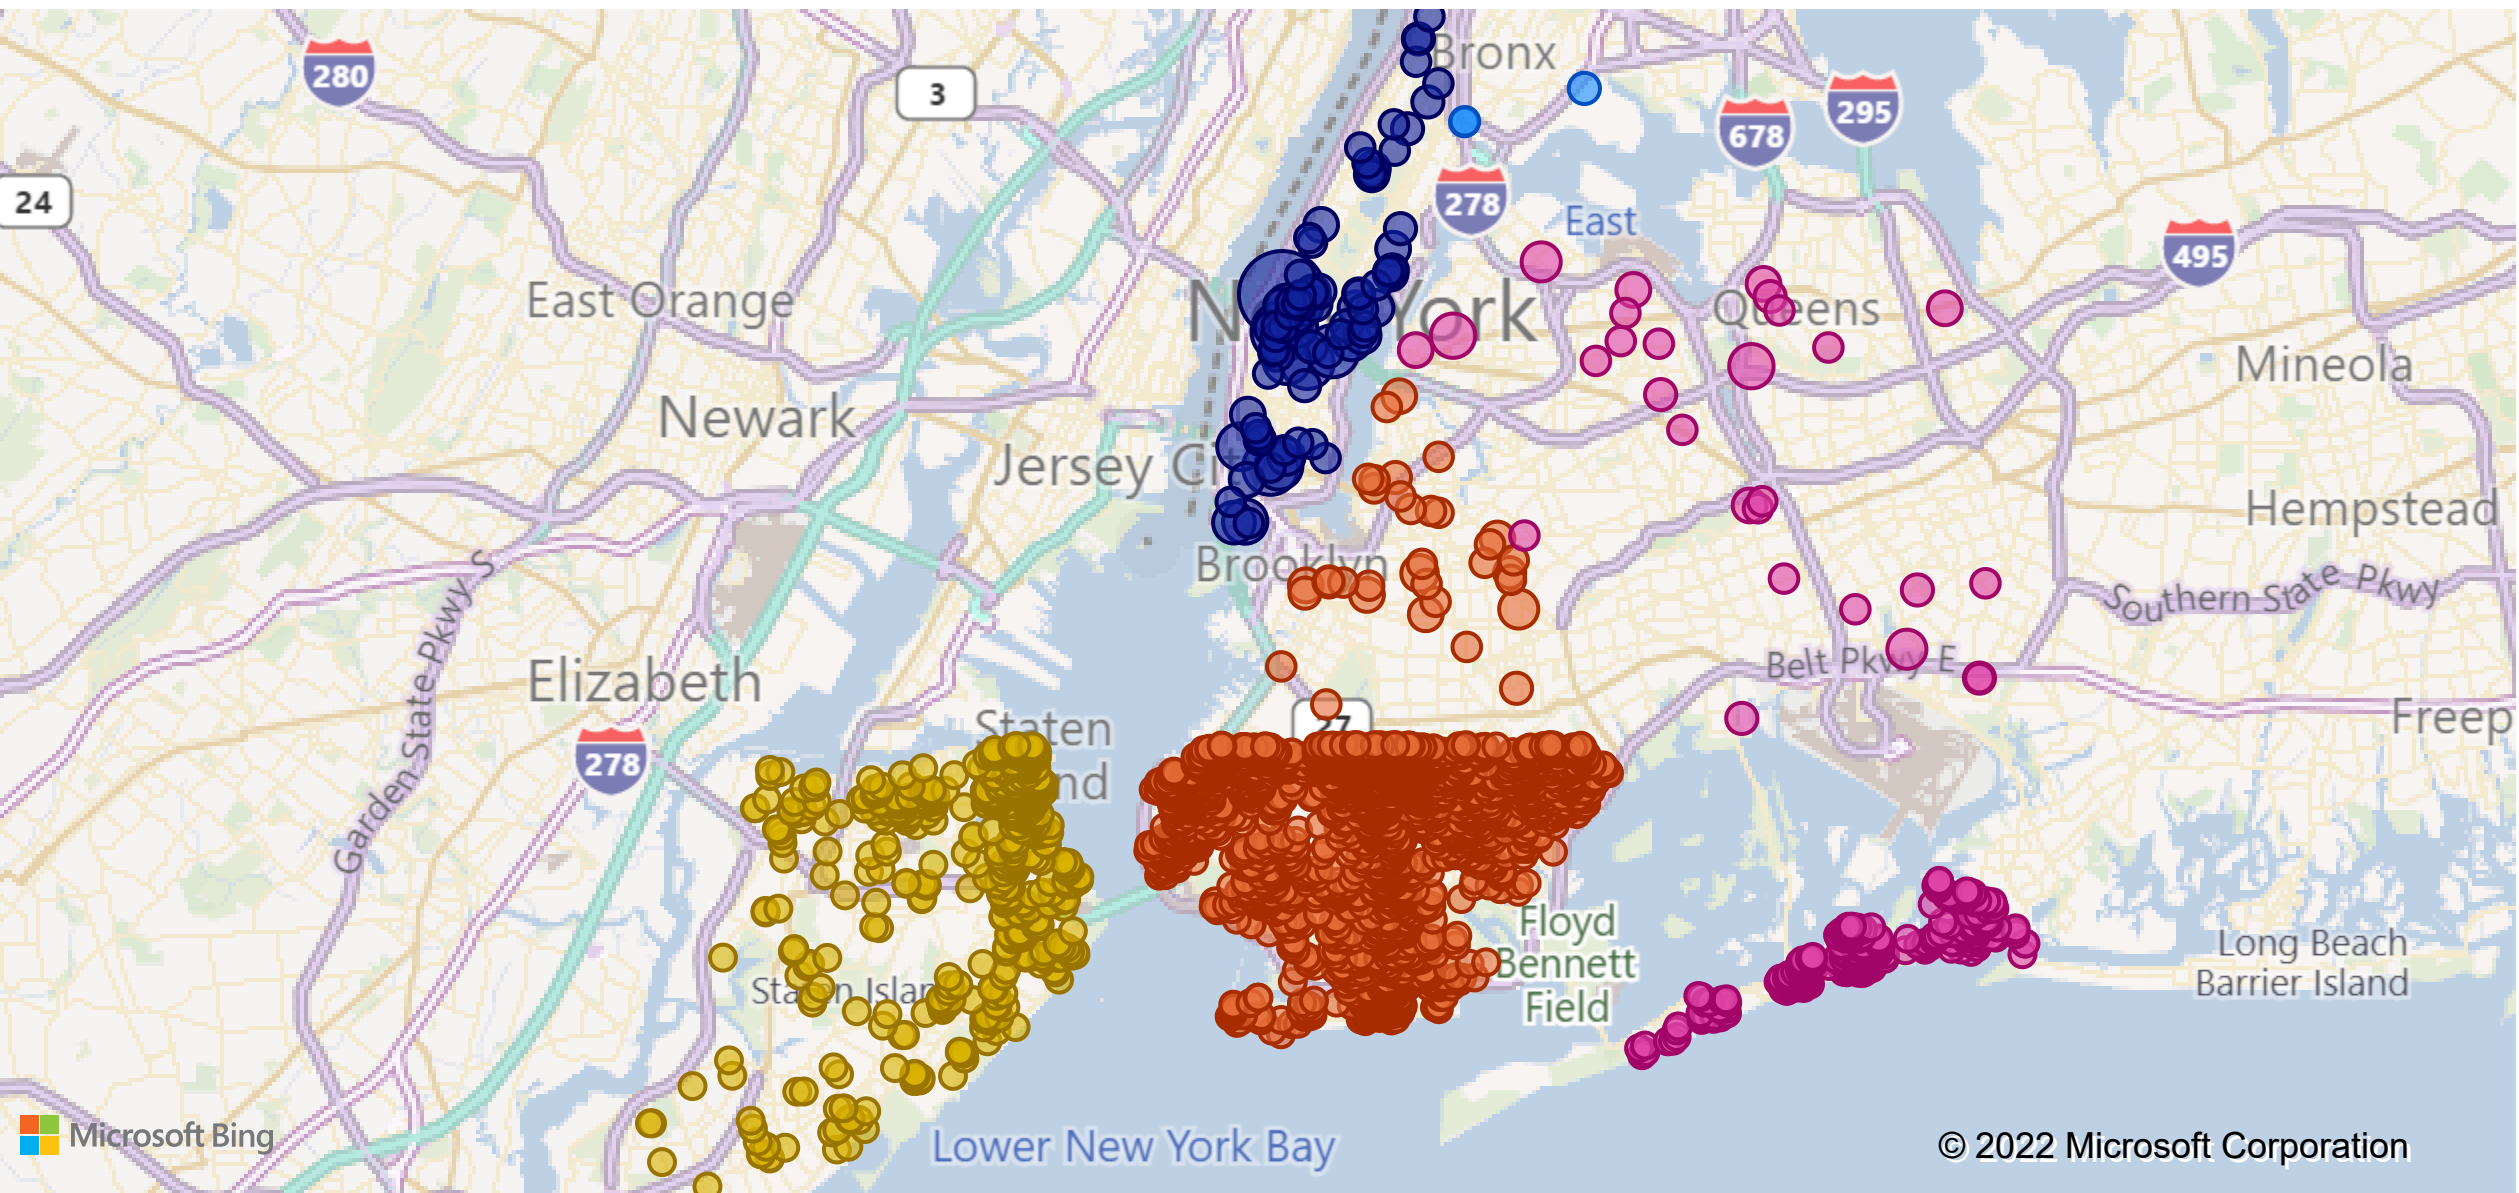 Bronx
280
3
295
678
24
278
East
495
East Orange
Queens
York
Mineola
Newark
Jersey
Hempstead
Brooklyn
Garden State Pkwy S
Southern State Pkwy
Belt Pkwy E
Elizabeth
Freep
Staten
27
278
Floyd
Bennett
Field
Long Beach
Barrier Island
Microsoft Bing
Lower New York Bay
© 2022 Microsoft Corporation